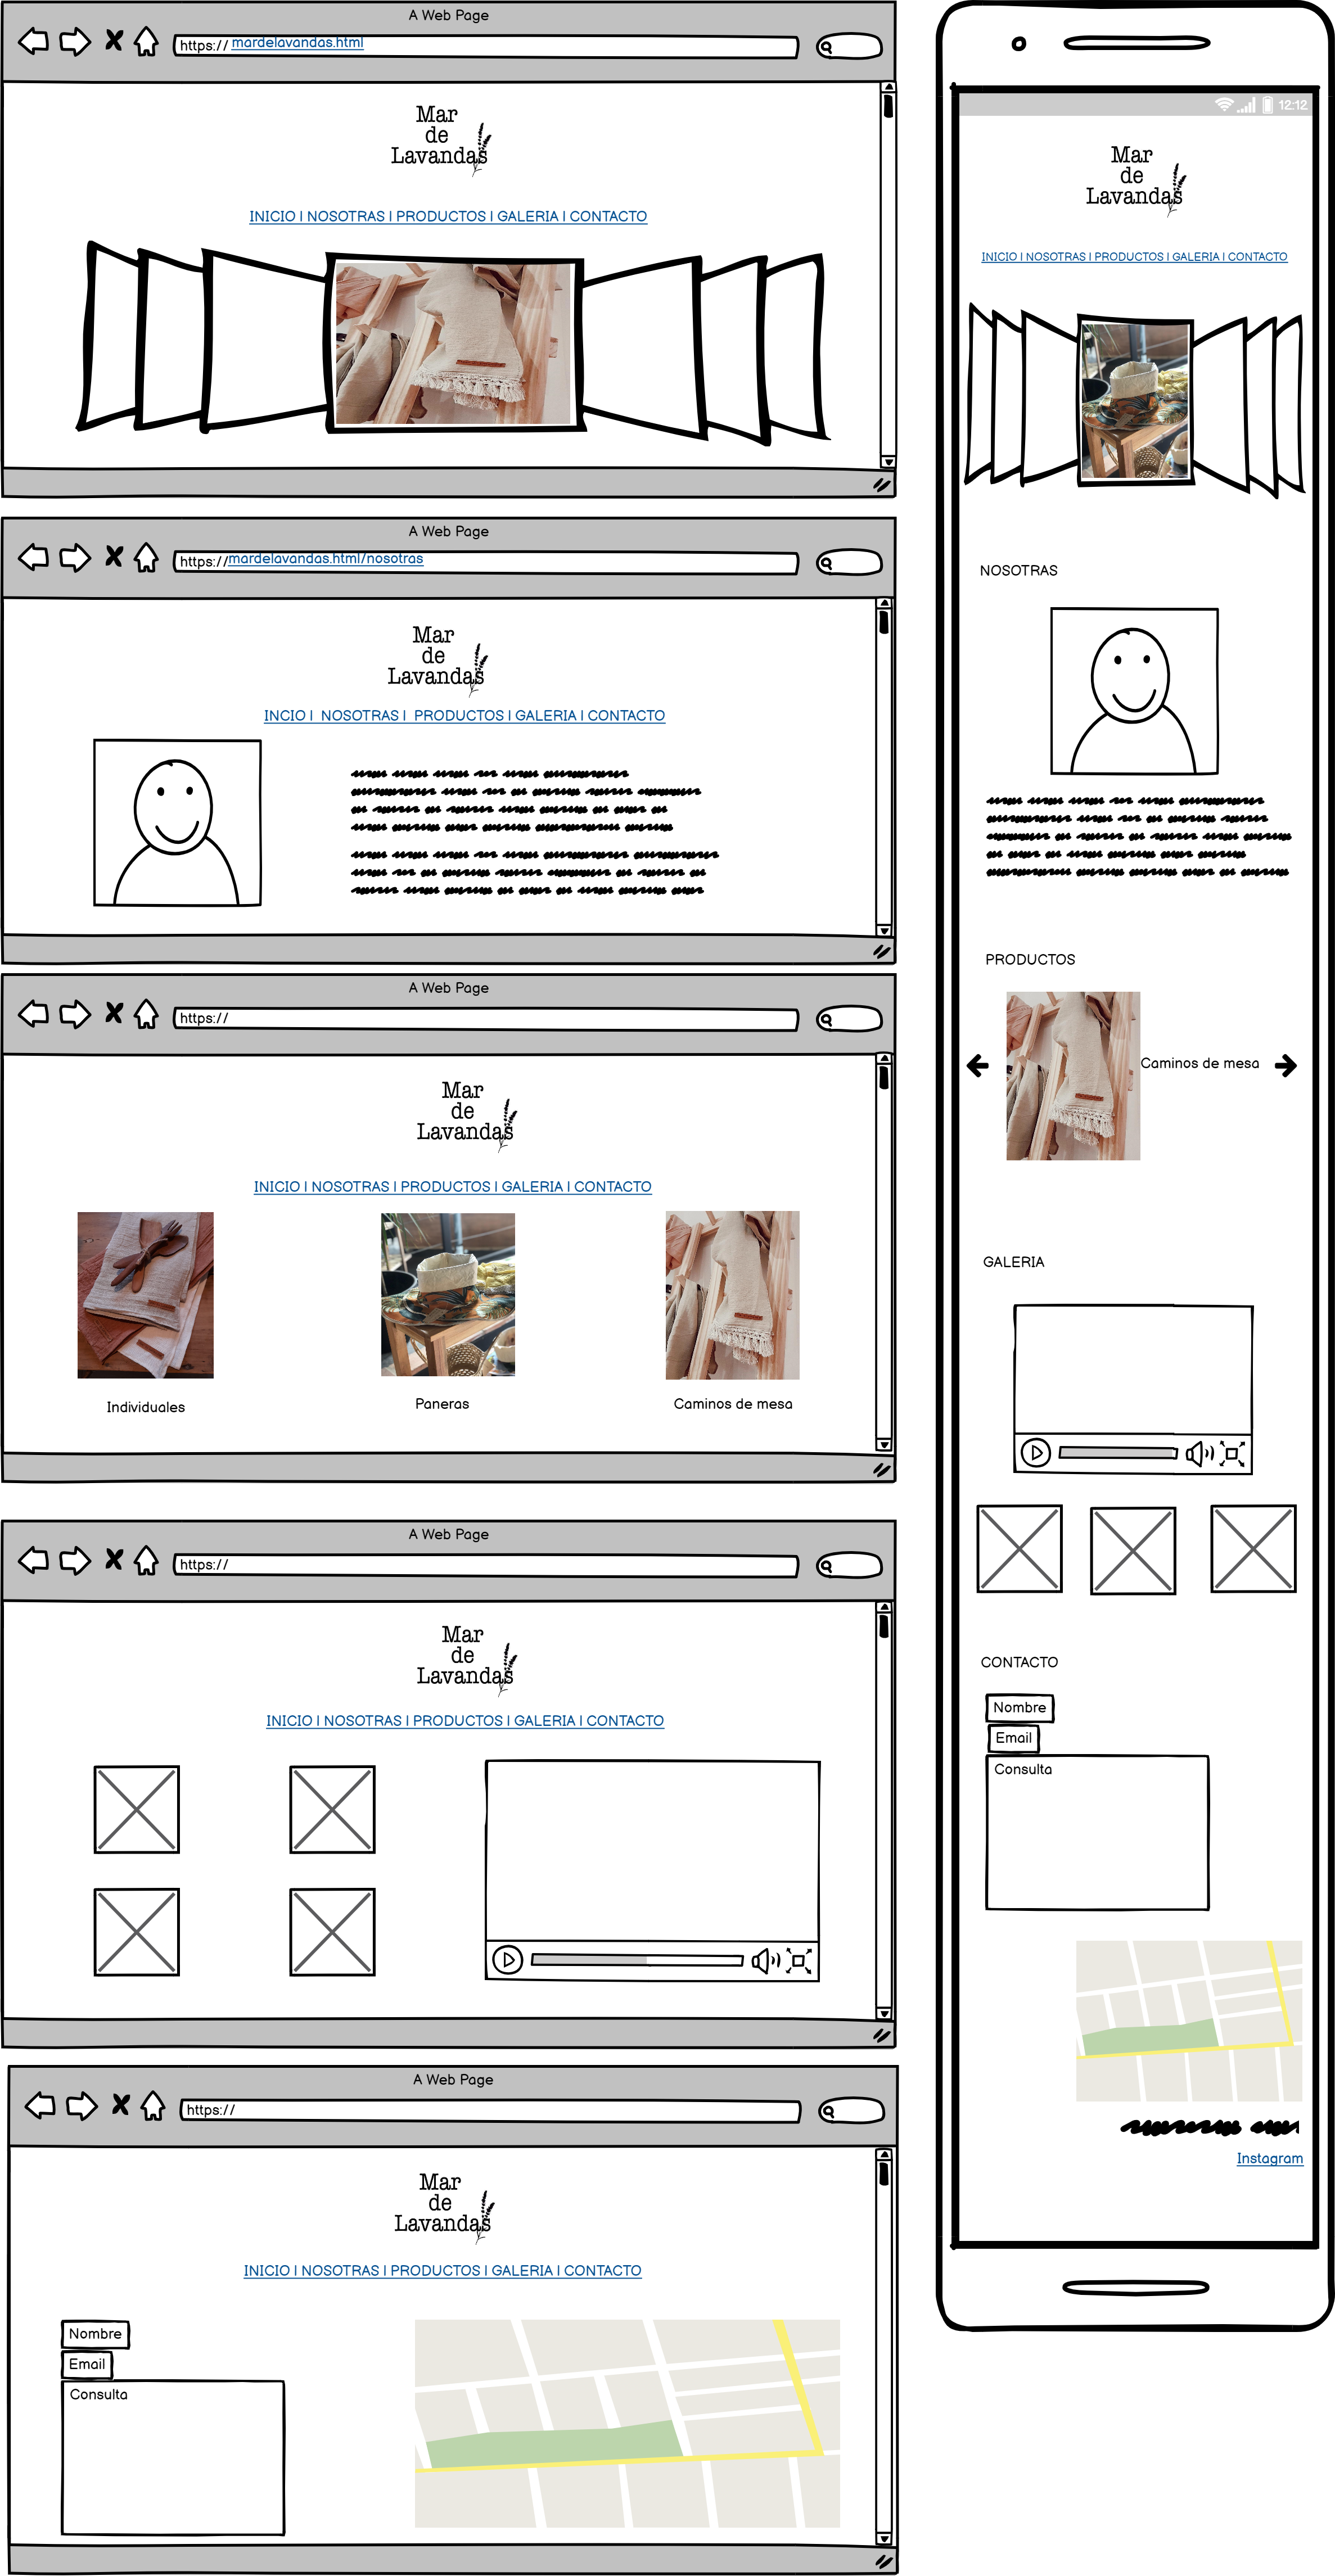 A Web Page
https:// mardelavandas.html
Mar
de
Lavandas
INICIO | NOSOTRAS | PRODUCTOS | GALERIA | CONTACTO
A Web Page
https://mardelavandas.html/nosotras
Mar
de
Lavandas
INCIO | NOSOTRAS | PRODUCTOS | GALERIA | CONTACTO
A Web Page
https://
Mar
de
Lavandas
INICIO | NOSOTRAS | PRODUCTOS | GALERIA | CONTACTO
Individuales
Paneras
Caminos de mesa
A Web Page
https://
Mar
de
Lavandas
INICIO | NOSOTRAS | PRODUCTOS | GALERIA | CONTACTO
A Web Page
https://
Mar
de
Lavandas
INICIO | NOSOTRAS | PRODUCTOS | GALERIA | CONTACTO
Nombre
Email
Consulta
12:12
Mar
de
Lavandas
INICIO | NOSOTRAS | PRODUCTOS | GALERIA | CONTACTO
NOSOTRAS
PRODUCTOS
Caminos de mesa
GALERIA
CONTACTO
Nombre
Email
Consulta
Instagram